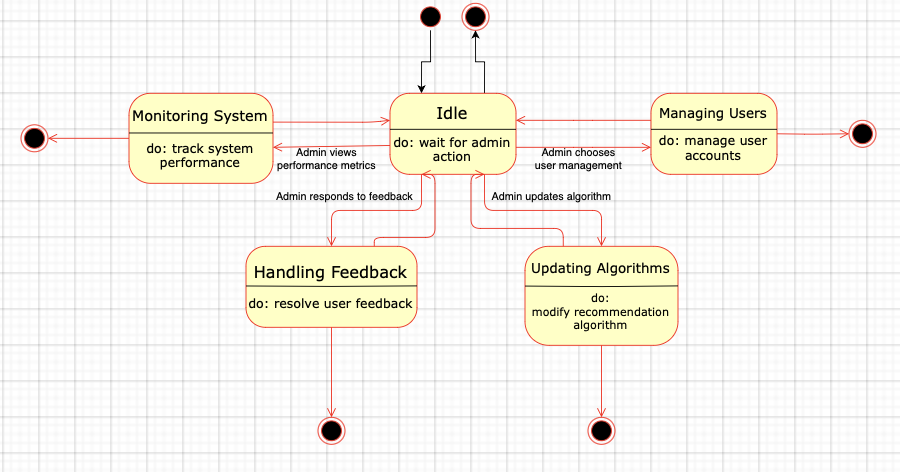 Monitoring System
do: track system
performance
Idle
do: wait for admin
action
Managing Users
do: manage user
accounts
Admin views
performance metrics
Admin chooses
user management
Admin responds to feedback
Admin updates algorithm
Handling Feedback
do: resolve user feedback
Updating Algorithms
do:
modify recommendation
algorithm